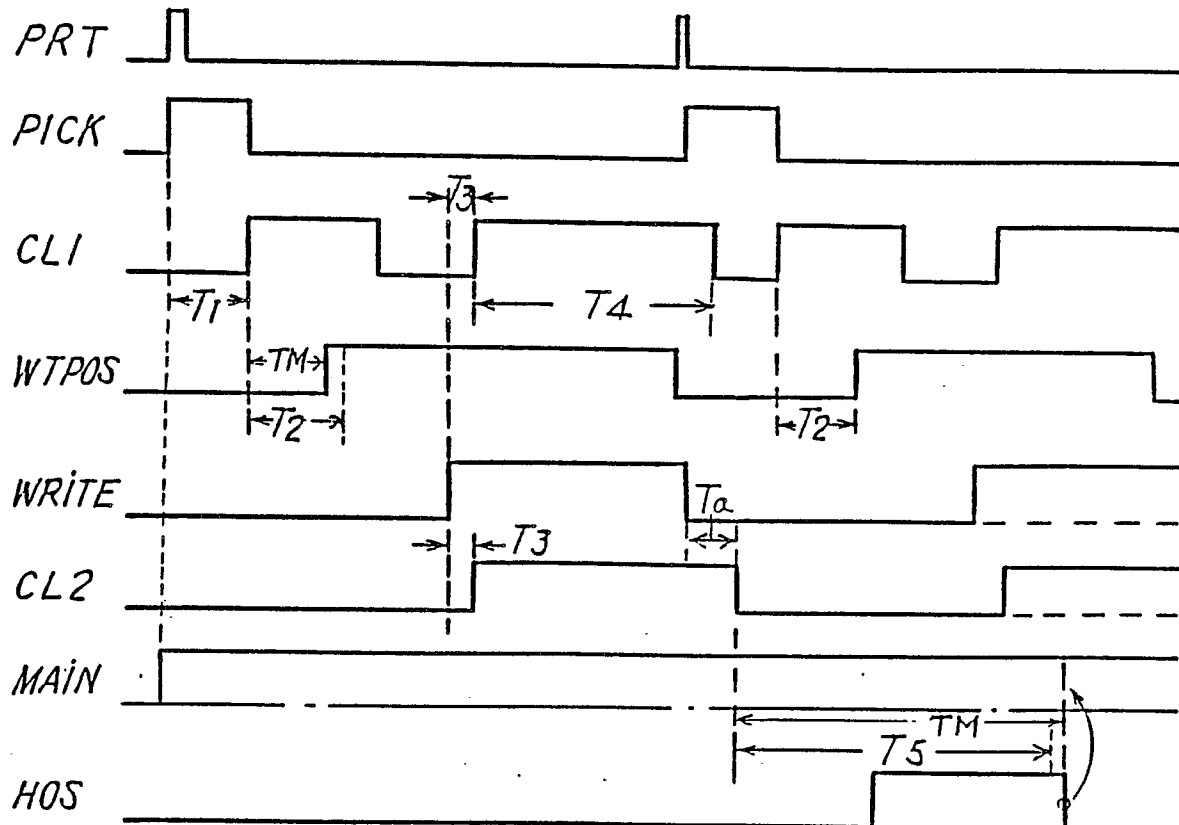 PRT
PICK
T3
CL1
T1
T4
TM
WTPOS
T2
T2
WRiTE
Ta
T3
CL2
MAiN
TM
T5
HOS